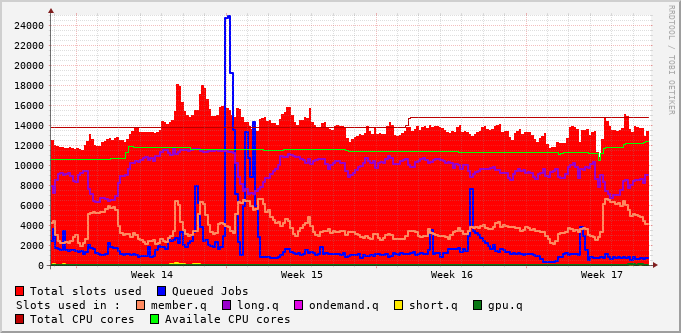 RRDTOOL / TOBI OETIKER
24000
22000
20000
18000
16000
14000
12000
10000
8000
6000
4000
2000
0
Week 14 Week 15 Week 16 Week 17
Total slots used Queued Jobs
Slots used in : member.q long.q ondemand.q short.q gpu.q
Total CPU cores Availale CPU cores